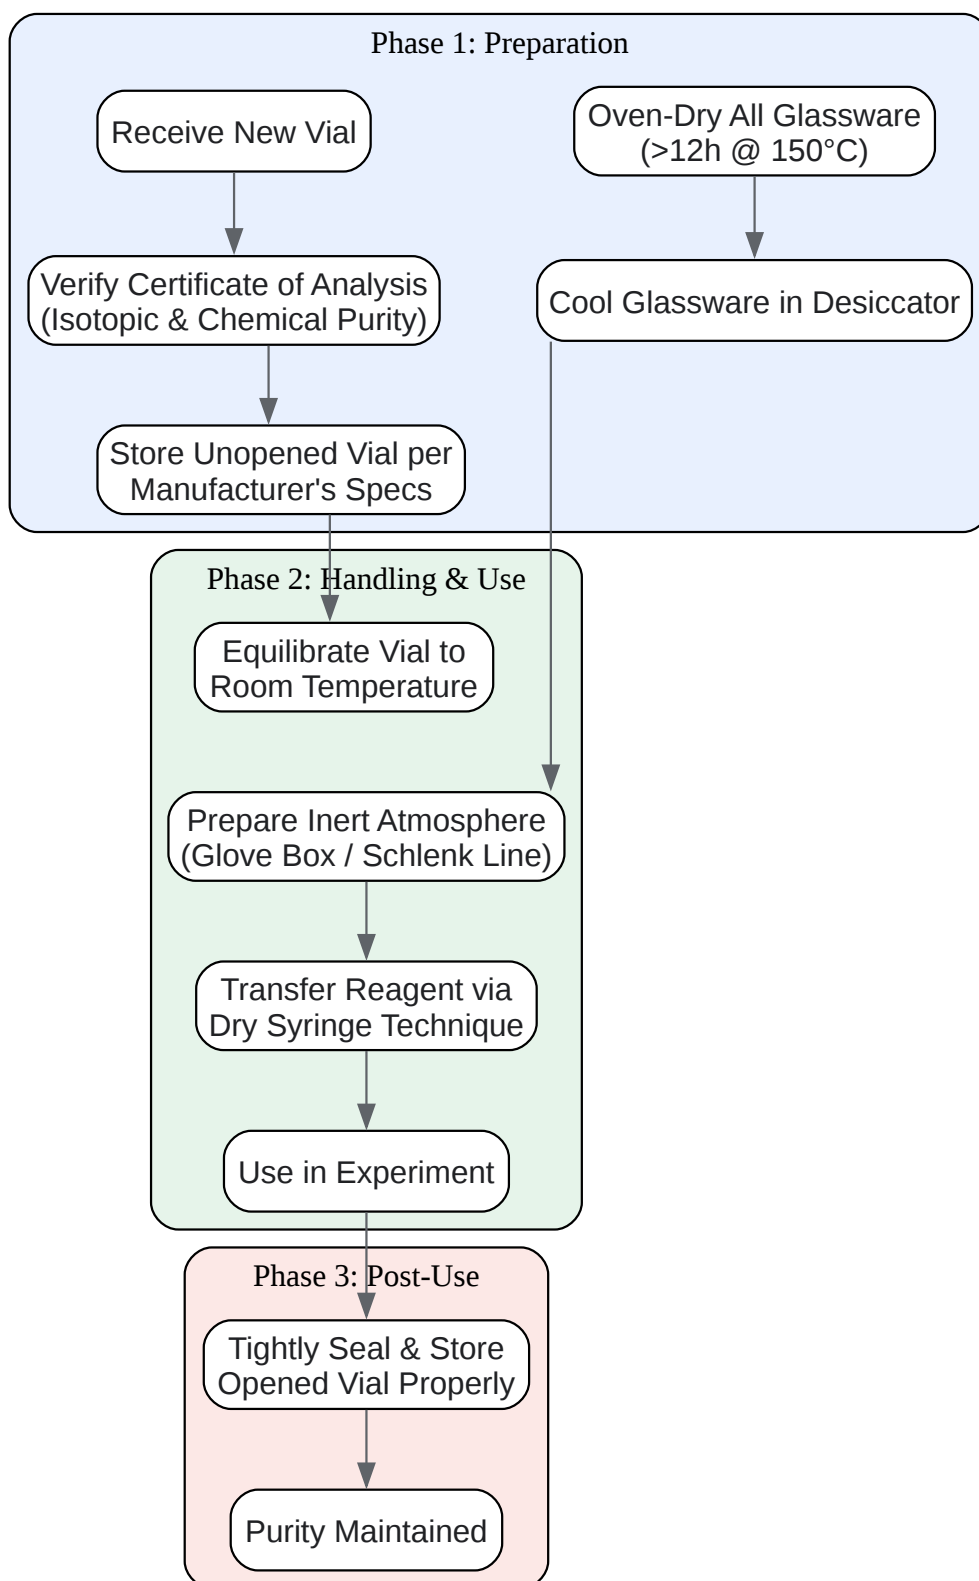 Phase 1: Preparation
Receive New Vial
Oven-Dry All Glassware
(>12h @ 150°C)
Verify Certificate of Analysis
(Isotopic & Chemical Purity)
Cool Glassware in Desiccator
Store Unopened Vial per
Manufacturer's Specs
Phase 2: Handling & Use
Equilibrate Vial to
Room Temperature
Prepare Inert Atmosphere
(Glove Box / Schlenk Line)
Transfer Reagent via
Dry Syringe Technique
Use in Experiment
Phase 3: Post-Use
Tightly Seal & Store
Opened Vial Properly
Purity Maintained